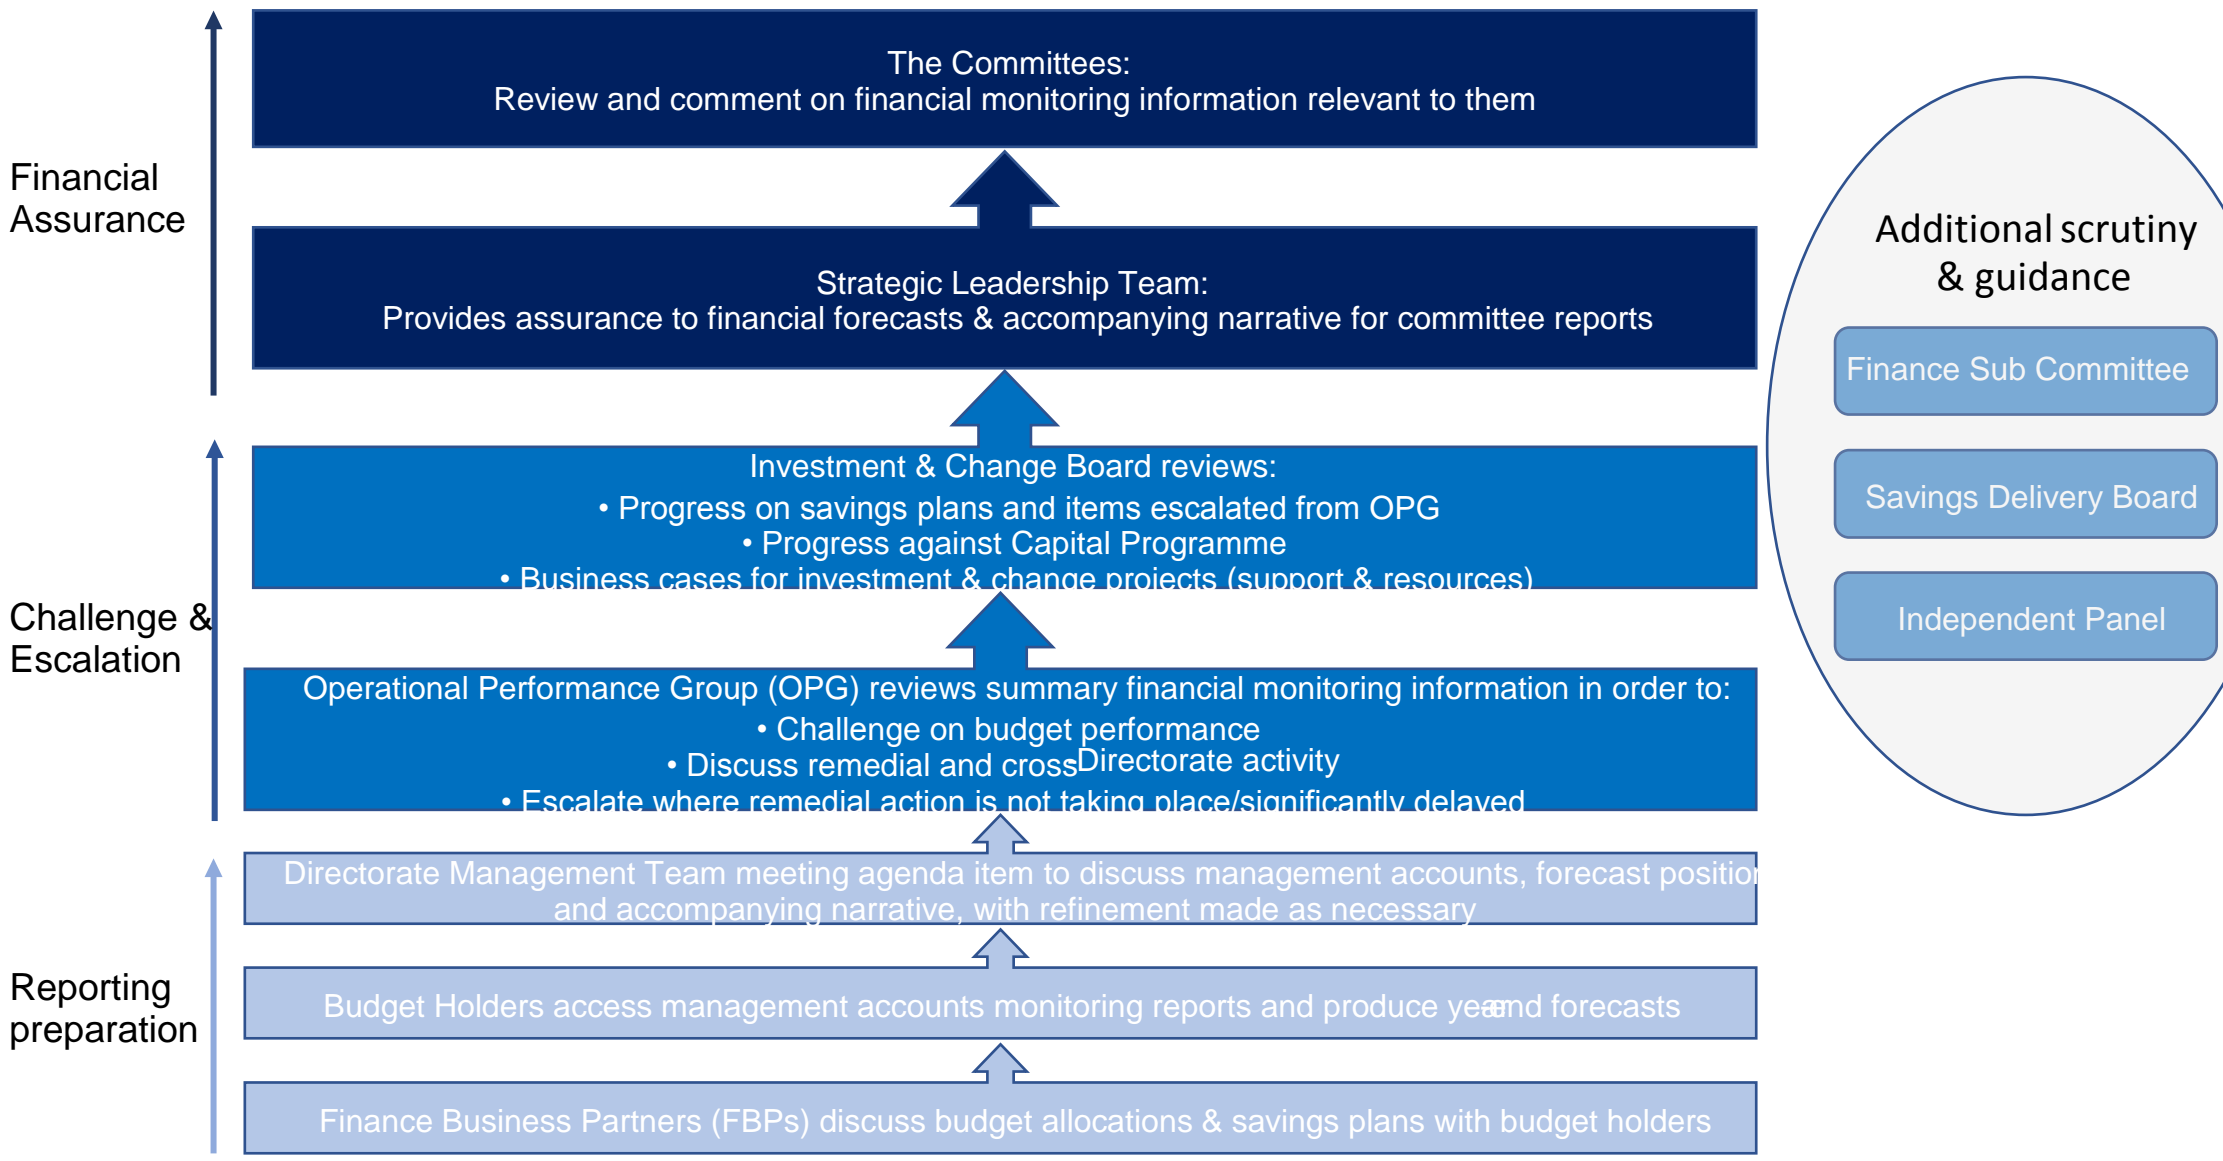 Financial
Assurance
The Committees:
Review and comment on financial monitoring information relevant to them
Strategic Leadership Team:
Provides assurance to financial forecasts & accompanying narrative for committee reports
Challenge &
Escalation
Investment & Change Board reviews:
• Progress on savings plans and items escalated from OPG
• Progress against Capital Programme
• Business cases for investment & change projects (support & resources)
Operational Performance Group (OPG) reviews summary financial monitoring information in order to:
• Challenge on budget performance
• Discuss remedial and cross-Directorate activity
• Escalate where remedial action is not taking place/significantly delayed
Reporting
preparation
Directorate Management Team meeting agenda item to discuss management accounts, forecast position
and accompanying narrative, with refinement made as necessary
Budget Holders access management accounts monitoring reports and produce year-end forecasts
Finance Business Partners (FBPs) discuss budget allocations & savings plans with budget holders
Additional scrutiny
& guidance
Finance Sub Committee
Savings Delivery Board
Independent Panel